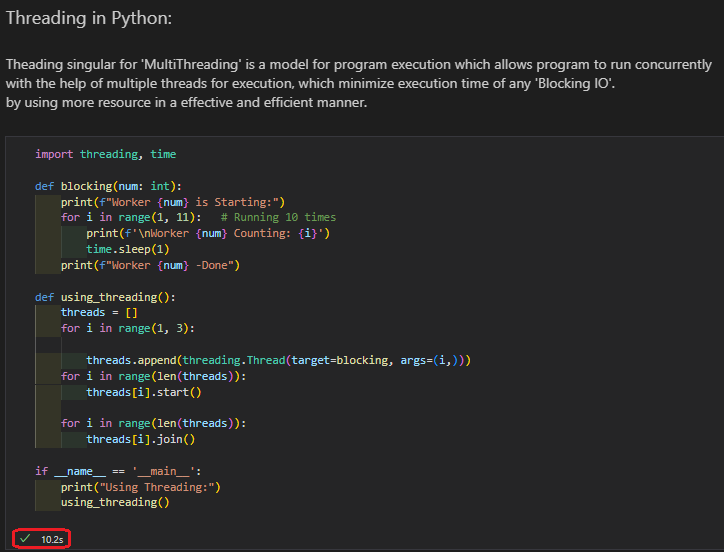 Threading in Python:
Theading singular for 'MultiThreading' is a model for program execution which allows program to run concurrently
with the help of multiple threads for execution, which minimize execution time of any 'Blocking IO'.
by using more resource in a effective and efficient manner.
import threading, time
def blocking(num: int):
    print(f"Worker {num} is Starting:")
    for i in range(1, 11):   # Running 10 times
        print(f'\nWorker {num} Counting: {i}')
        time.sleep(1)
    print(f"Worker {num} -Done")
def using_threading():
    threads = []
    for i in range(1, 3):
        threads.append(threading.Thread(target=blocking, args=(i,)))
    for i in range(len(threads)):
        threads[i].start()
    for i in range(len(threads)):
        threads[i].join()
if __name__ == '__main__':
    print("Using Threading:")
    using_threading()
10.2s